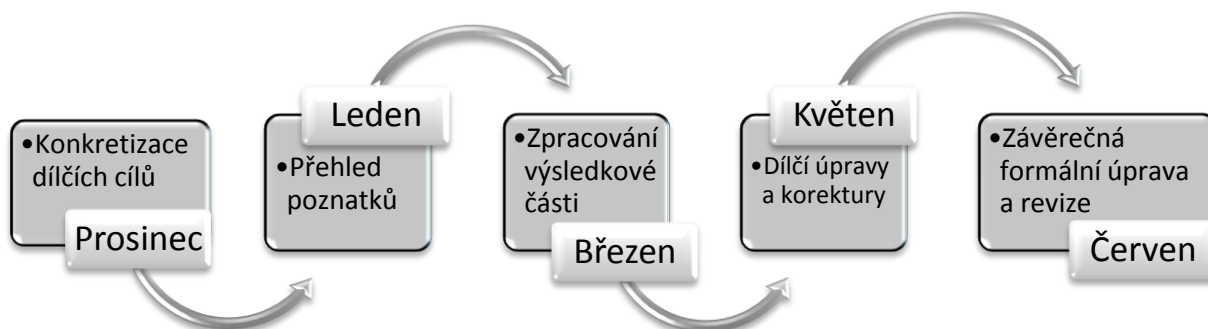 •Konkretizace
dílčích cílů
Prosinec
Leden
•Přehled
poznatků
•Zpracování
výsledkové
části
Březen
Květen
•Dílčí úpravy
a korektury
•Závěrečná
formální úprava
a revize
Červen